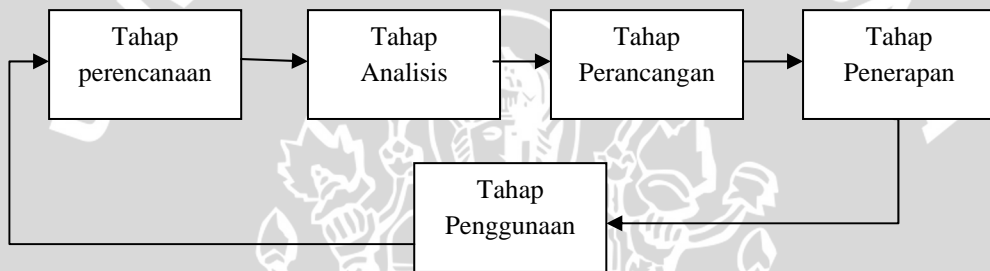 Tahap
perencanaan
Tahap
Analisis
Tahap
Perancangan
Tahap
Penerapan
Tahap
Penggunaan